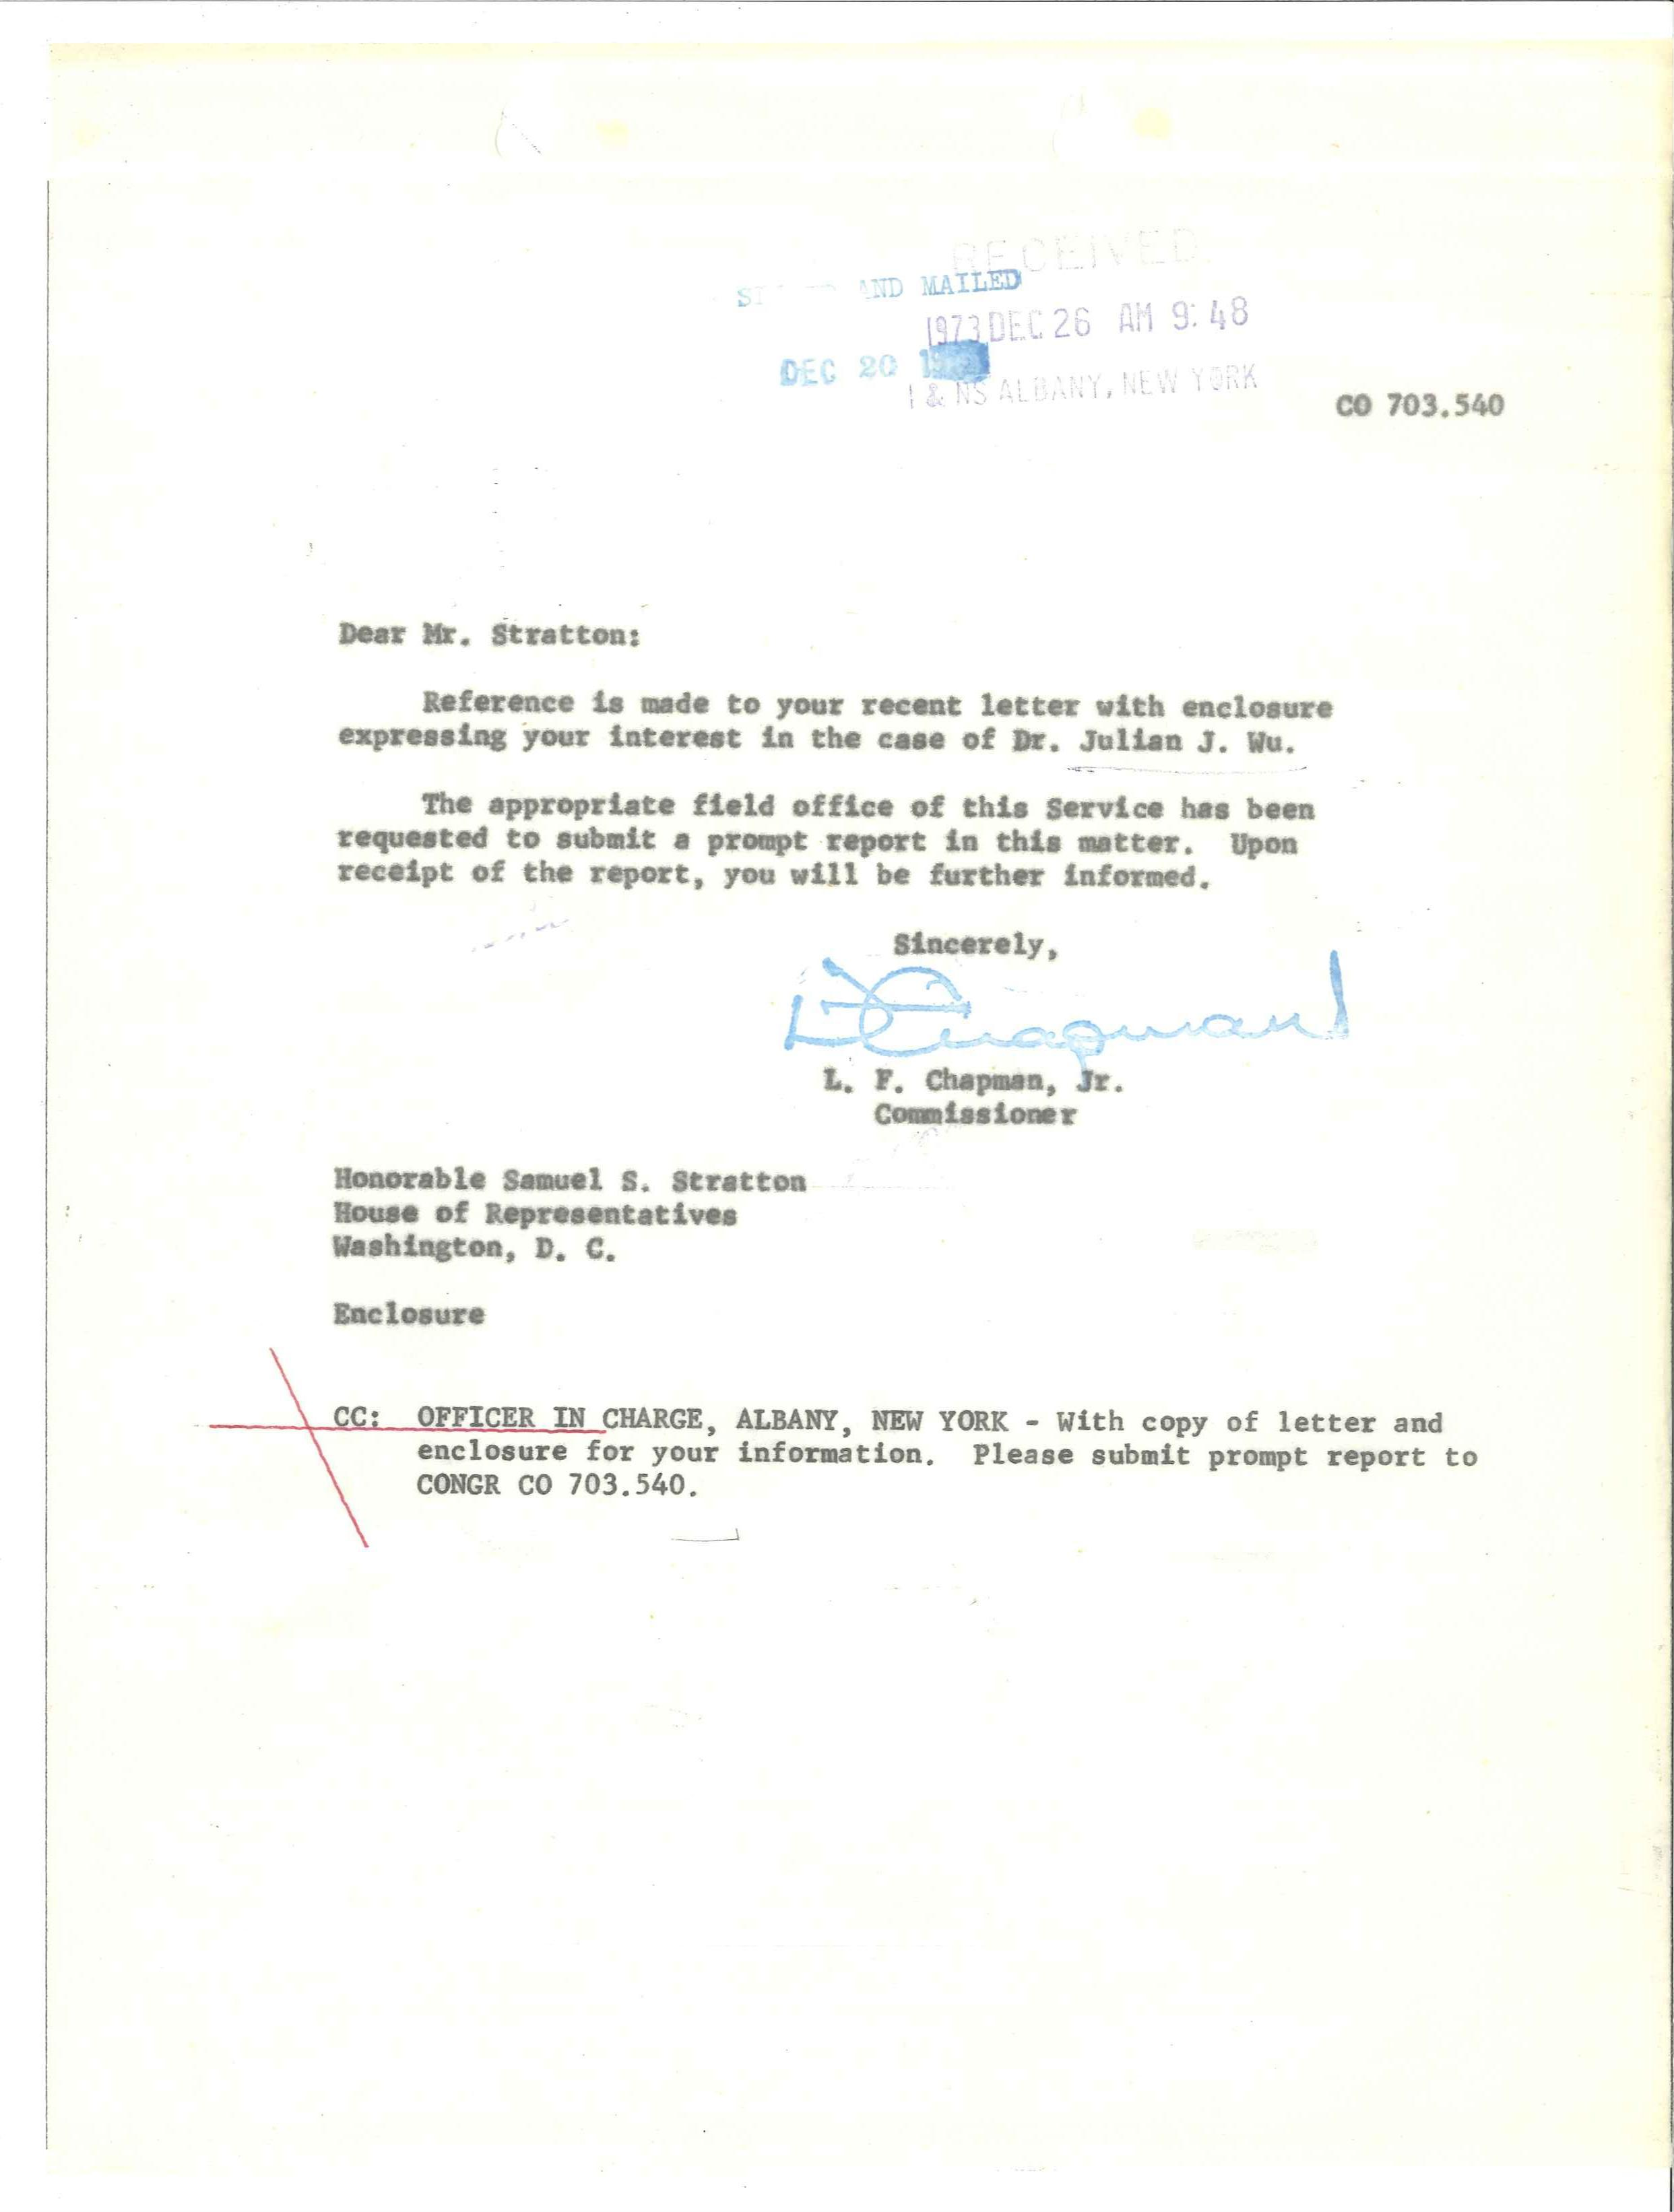 RECEIVED
AND MAILED
1973 DEC 26 AM 9:48
DEC 20
I & NS ALBANY, NEW YORK
CO 703.540
Dear Mr. Stratton:
Reference is made to your recent letter with enclosure
expressing your interest in the case of Dr. Julian J. Wu.
The appropriate field office of this Service has been
requested to submit a prompt report in this matter. Upon
receipt of the report, you will be further informed.
Sincerely,
L F Chapman
L. F. Chapman, Jr.
Commissioner
Honorable Samuel S. Stratton
House of Representatives
Washington, D. C.
Enclosure
CC: OFFICER IN CHARGE, ALBANY, NEW YORK - With copy of letter and
enclosure for your information. Please submit prompt report to
CONGR CO 703.540.